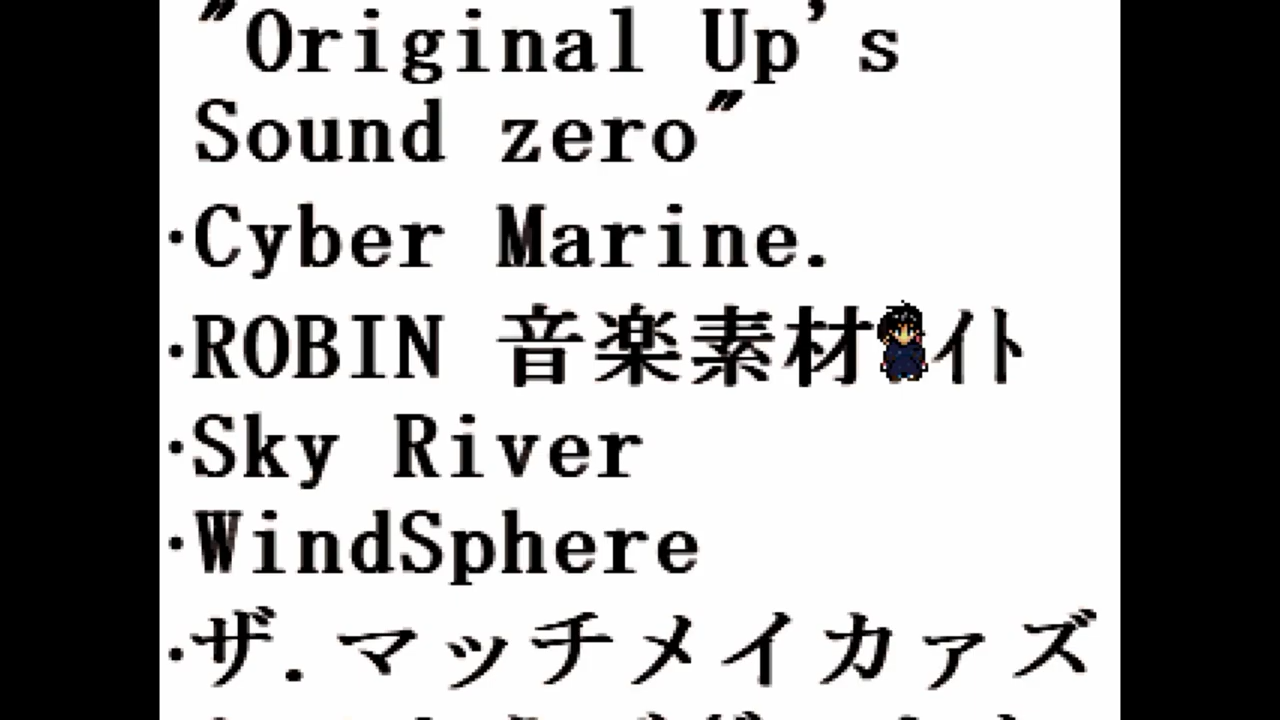 "Original Up's
Sound zero"
・Cyber Marine.
・ROBIN 音楽素材 イト
・Sky River
・WindSphere
・ザ.マッチメイカァズ